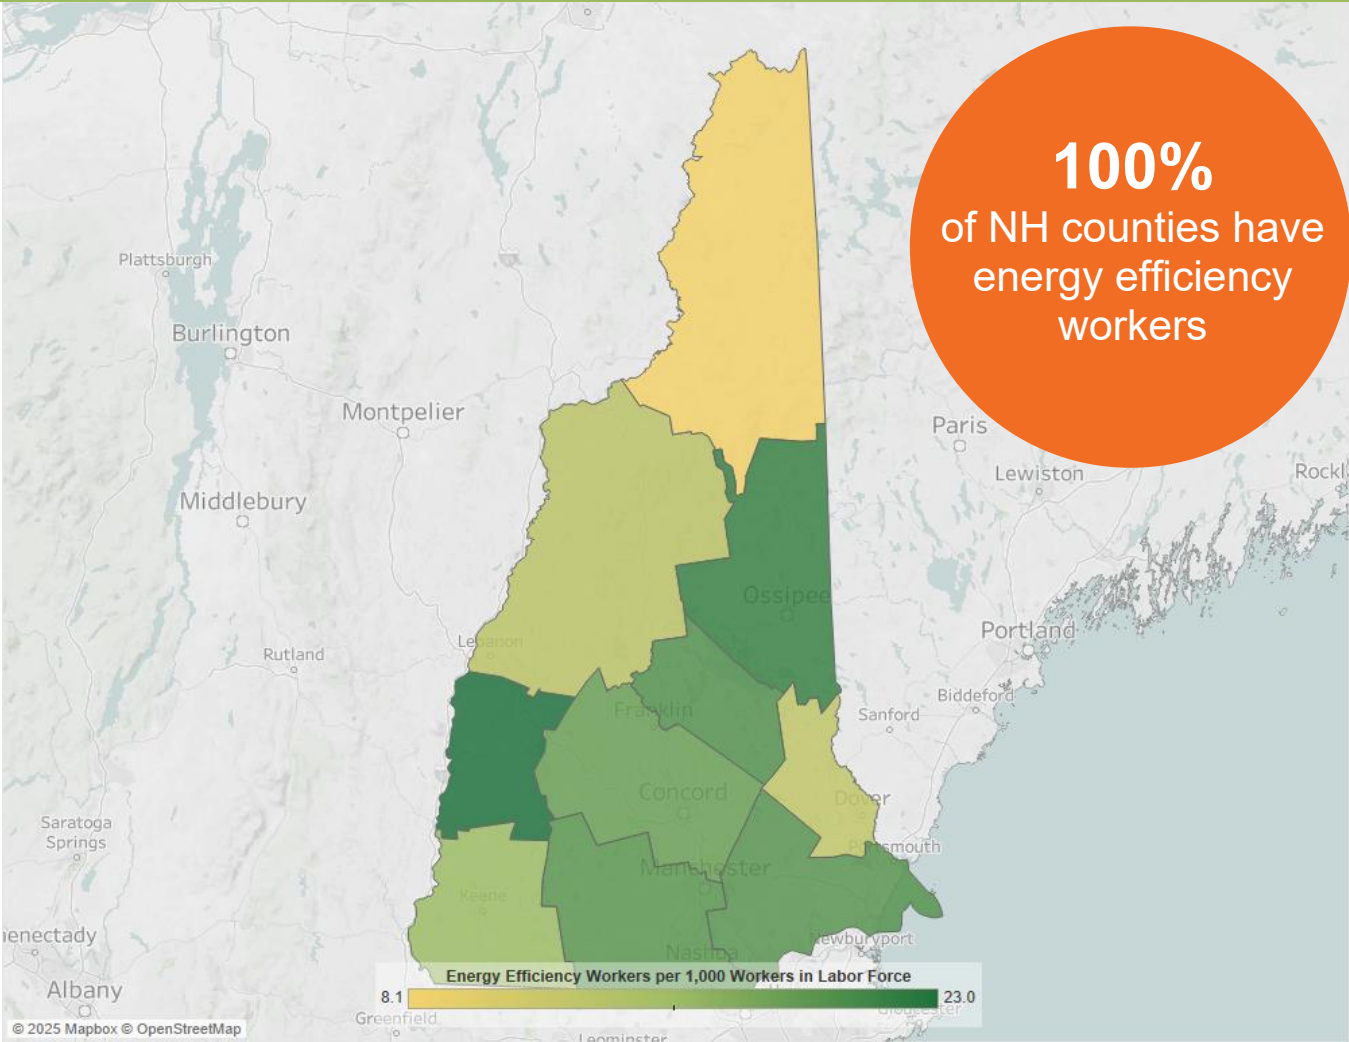 100%
of NH counties have
energy efficiency
workers
Plattsburgh
Burlington
Montpelier
Paris
Lewiston
Middlebury
Ossipee
Portland
Lebanon
Rutland
Biddeford
Franklin
Sanford
Concord
Dover
Saratoga
Springs
Portsmouth
Manchester
Keene
Newburyport
Nashua
Albany
Energy Efficiency Workers per 1,000 Workers in Labor Force
8.1
23.0
Greenfield
Gloucester
© 2025 Mapbox © OpenStreetMap
Leominster